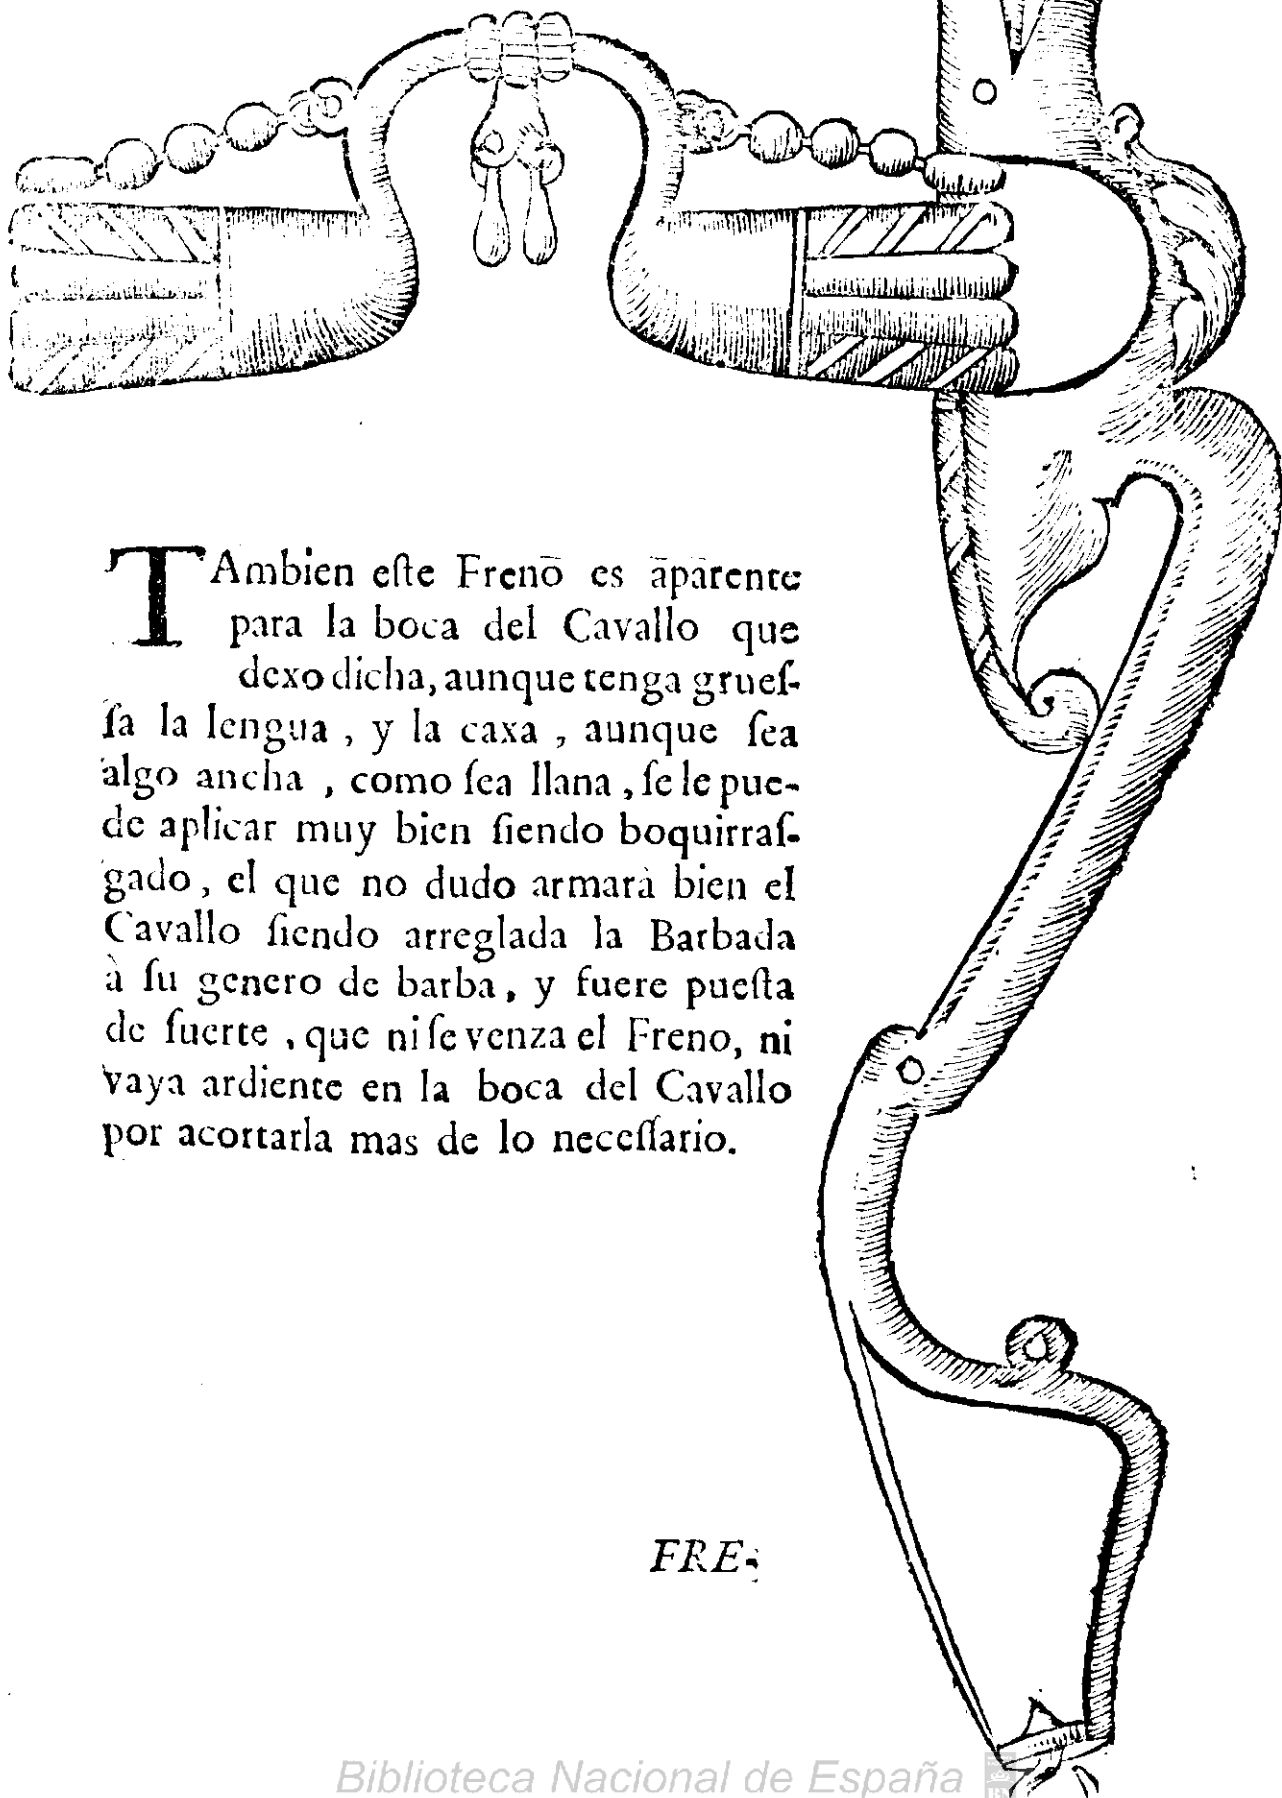 TAmbien eſte Frenō es āpārente
para la boca del Cavallo que
dexo dicha, aunque tenga grueſ-
ſa la lengua, y la caxa, aunque ſea
algo ancha, como ſea llana, ſe le pue-
de aplicar muy bien ſiendo boquirraſ-
gado, el que no dudo armarà bien el
Cavallo ſiendo arreglada la Barbada
à ſu genero de barba, y fuere pueſta
de ſuerte, que ni ſe venza el Freno, ni
vaya ardiente en la boca del Cavallo
por acortarla mas de lo neceſſario.
FRE-
Biblioteca Nacional de España